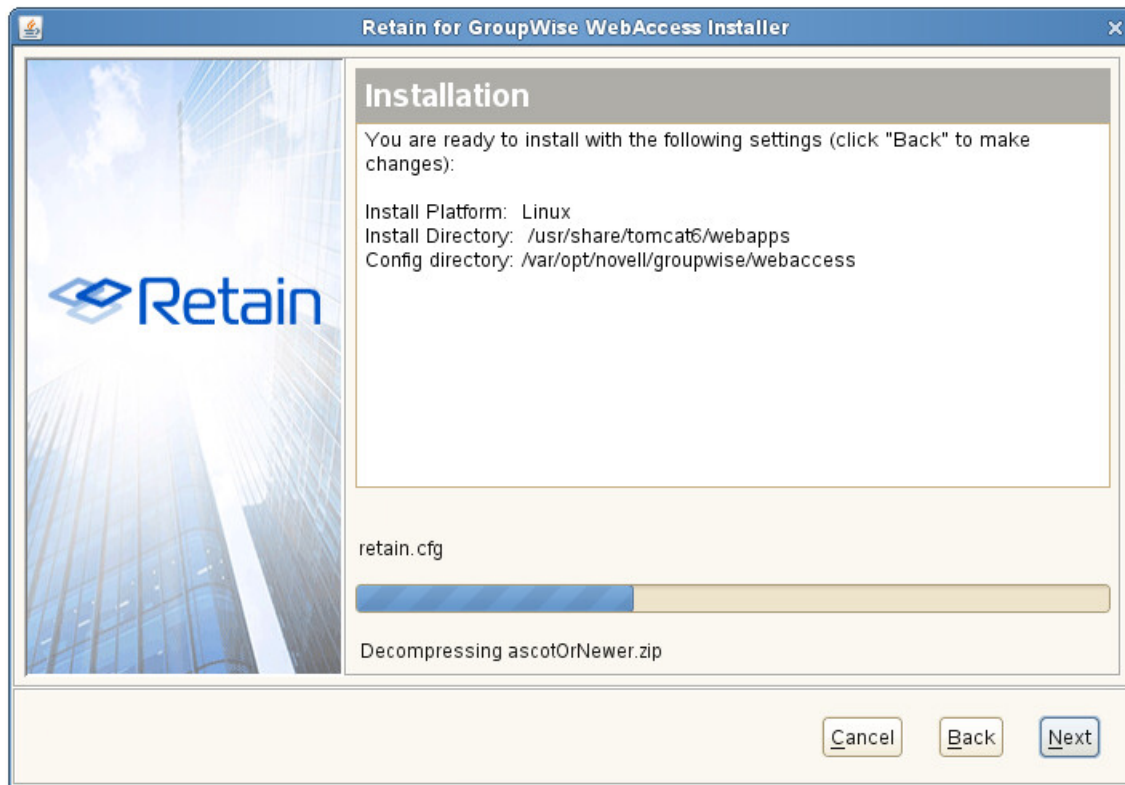 Retain for GroupWise WebAccess Installer
Installation
You are ready to install with the following settings (click "Back" to make
changes):
Install Platform: Linux
Install Directory: /usr/share/tomcat6/webapps
Config directory: /var/opt/novell/groupwise/webaccess
Retain
retain.cfg
Decompressing ascotOrNewer.zip
Cancel
Back
Next